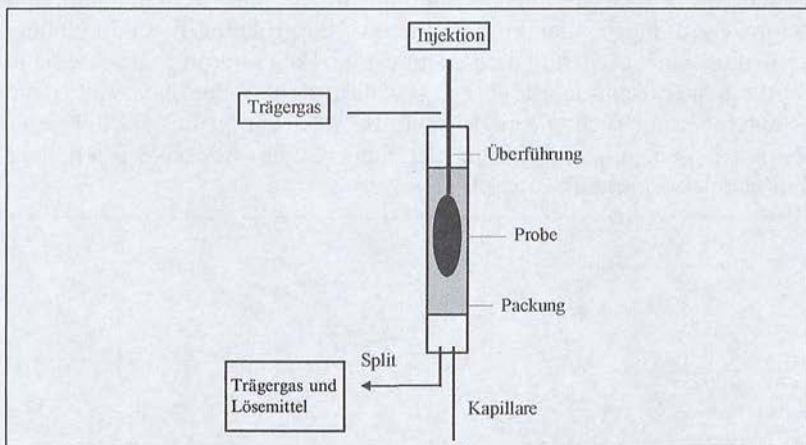 Injektion
Trägergas
Überführung
Probe
Packung
Split
Trägergas und
Lösemittel
Kapillare